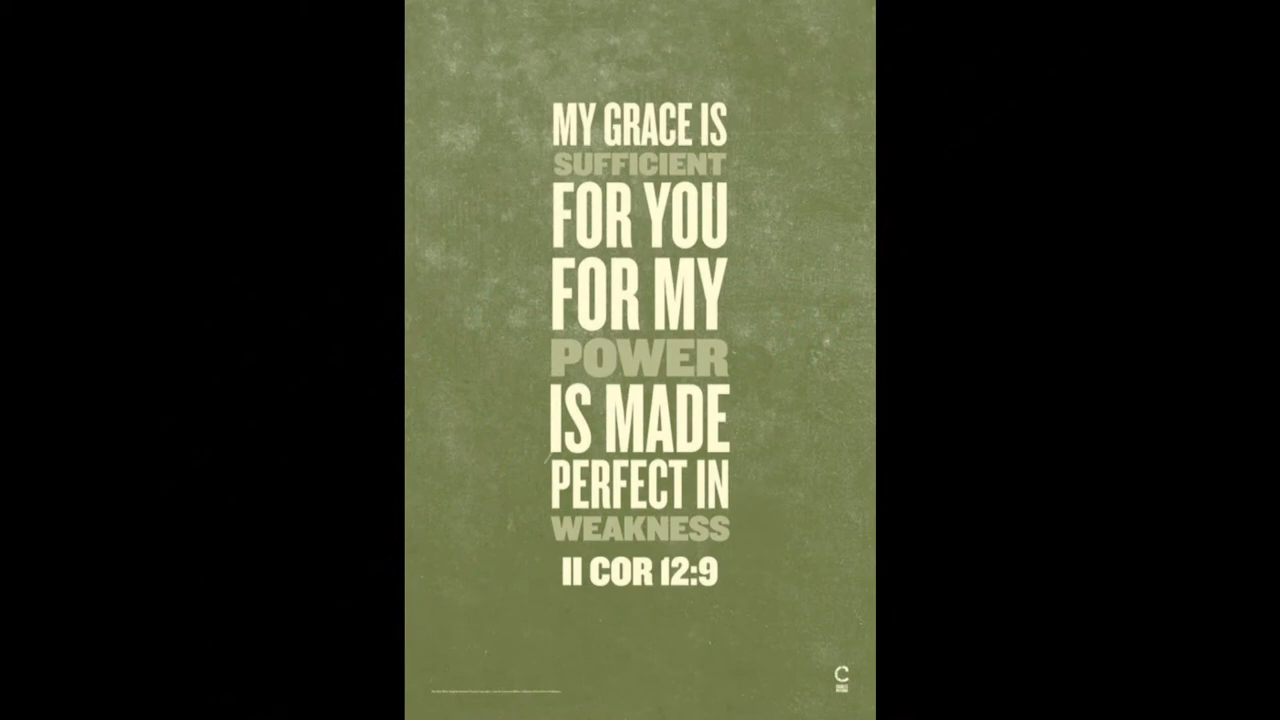 MY GRACE IS
SUFFICIENT
FOR YOU
FOR MY
POWER
IS MADE
PERFECT IN
WEAKNESS
II COR 12:9
C